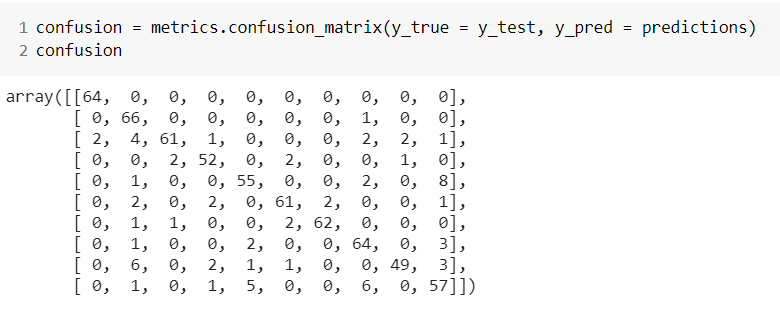 1 confusion = metrics.confusion_matrix(y_true = y_test, y_pred = predictions)
2 confusion
array([[64, 0, 0, 0, 0, 0, 0, 0, 0, 0],
[ 0, 66, 0, 0, 0, 0, 0, 1, 0, 0],
[ 2, 4, 61, 1, 0, 0, 0, 2, 2, 1],
[ 0, 0, 2, 52, 0, 2, 0, 0, 1, 0],
[ 0, 1, 0, 0, 55, 0, 0, 2, 0, 8],
[ 0, 2, 0, 2, 0, 61, 2, 0, 0, 1],
[ 0, 1, 1, 0, 0, 2, 62, 0, 0, 0],
[ 0, 1, 0, 0, 2, 0, 0, 64, 0, 3],
[ 0, 6, 0, 2, 1, 1, 0, 0, 49, 3],
[ 0, 1, 0, 1, 5, 0, 0, 6, 0, 57]])